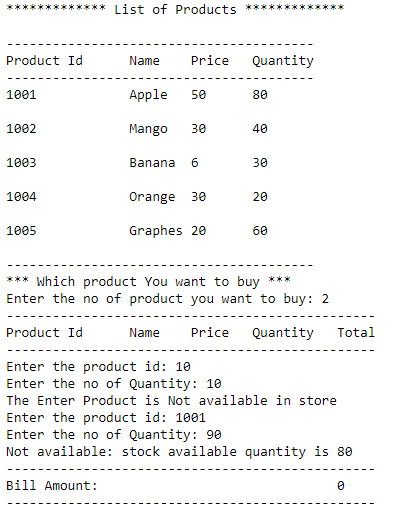 ************* List of Products *************
----------------------------------------
Product Id      Name    Price   Quantity
----------------------------------------
1001            Apple   50      80
1002            Mango   30      40
1003            Banana  6       30
1004            Orange  30      20
1005            Graphes 20      60
----------------------------------------
*** Which product You want to buy ***
Enter the no of product you want to buy: 2
------------------------------------------------
Product Id      Name    Price   Quantity   Total
------------------------------------------------
Enter the product id: 10
Enter the no of Quantity: 10
The Enter Product is Not available in store
Enter the product id: 1001
Enter the no of Quantity: 90
Not available: stock available quantity is 80
------------------------------------------------
Bill Amount:                               0
------------------------------------------------